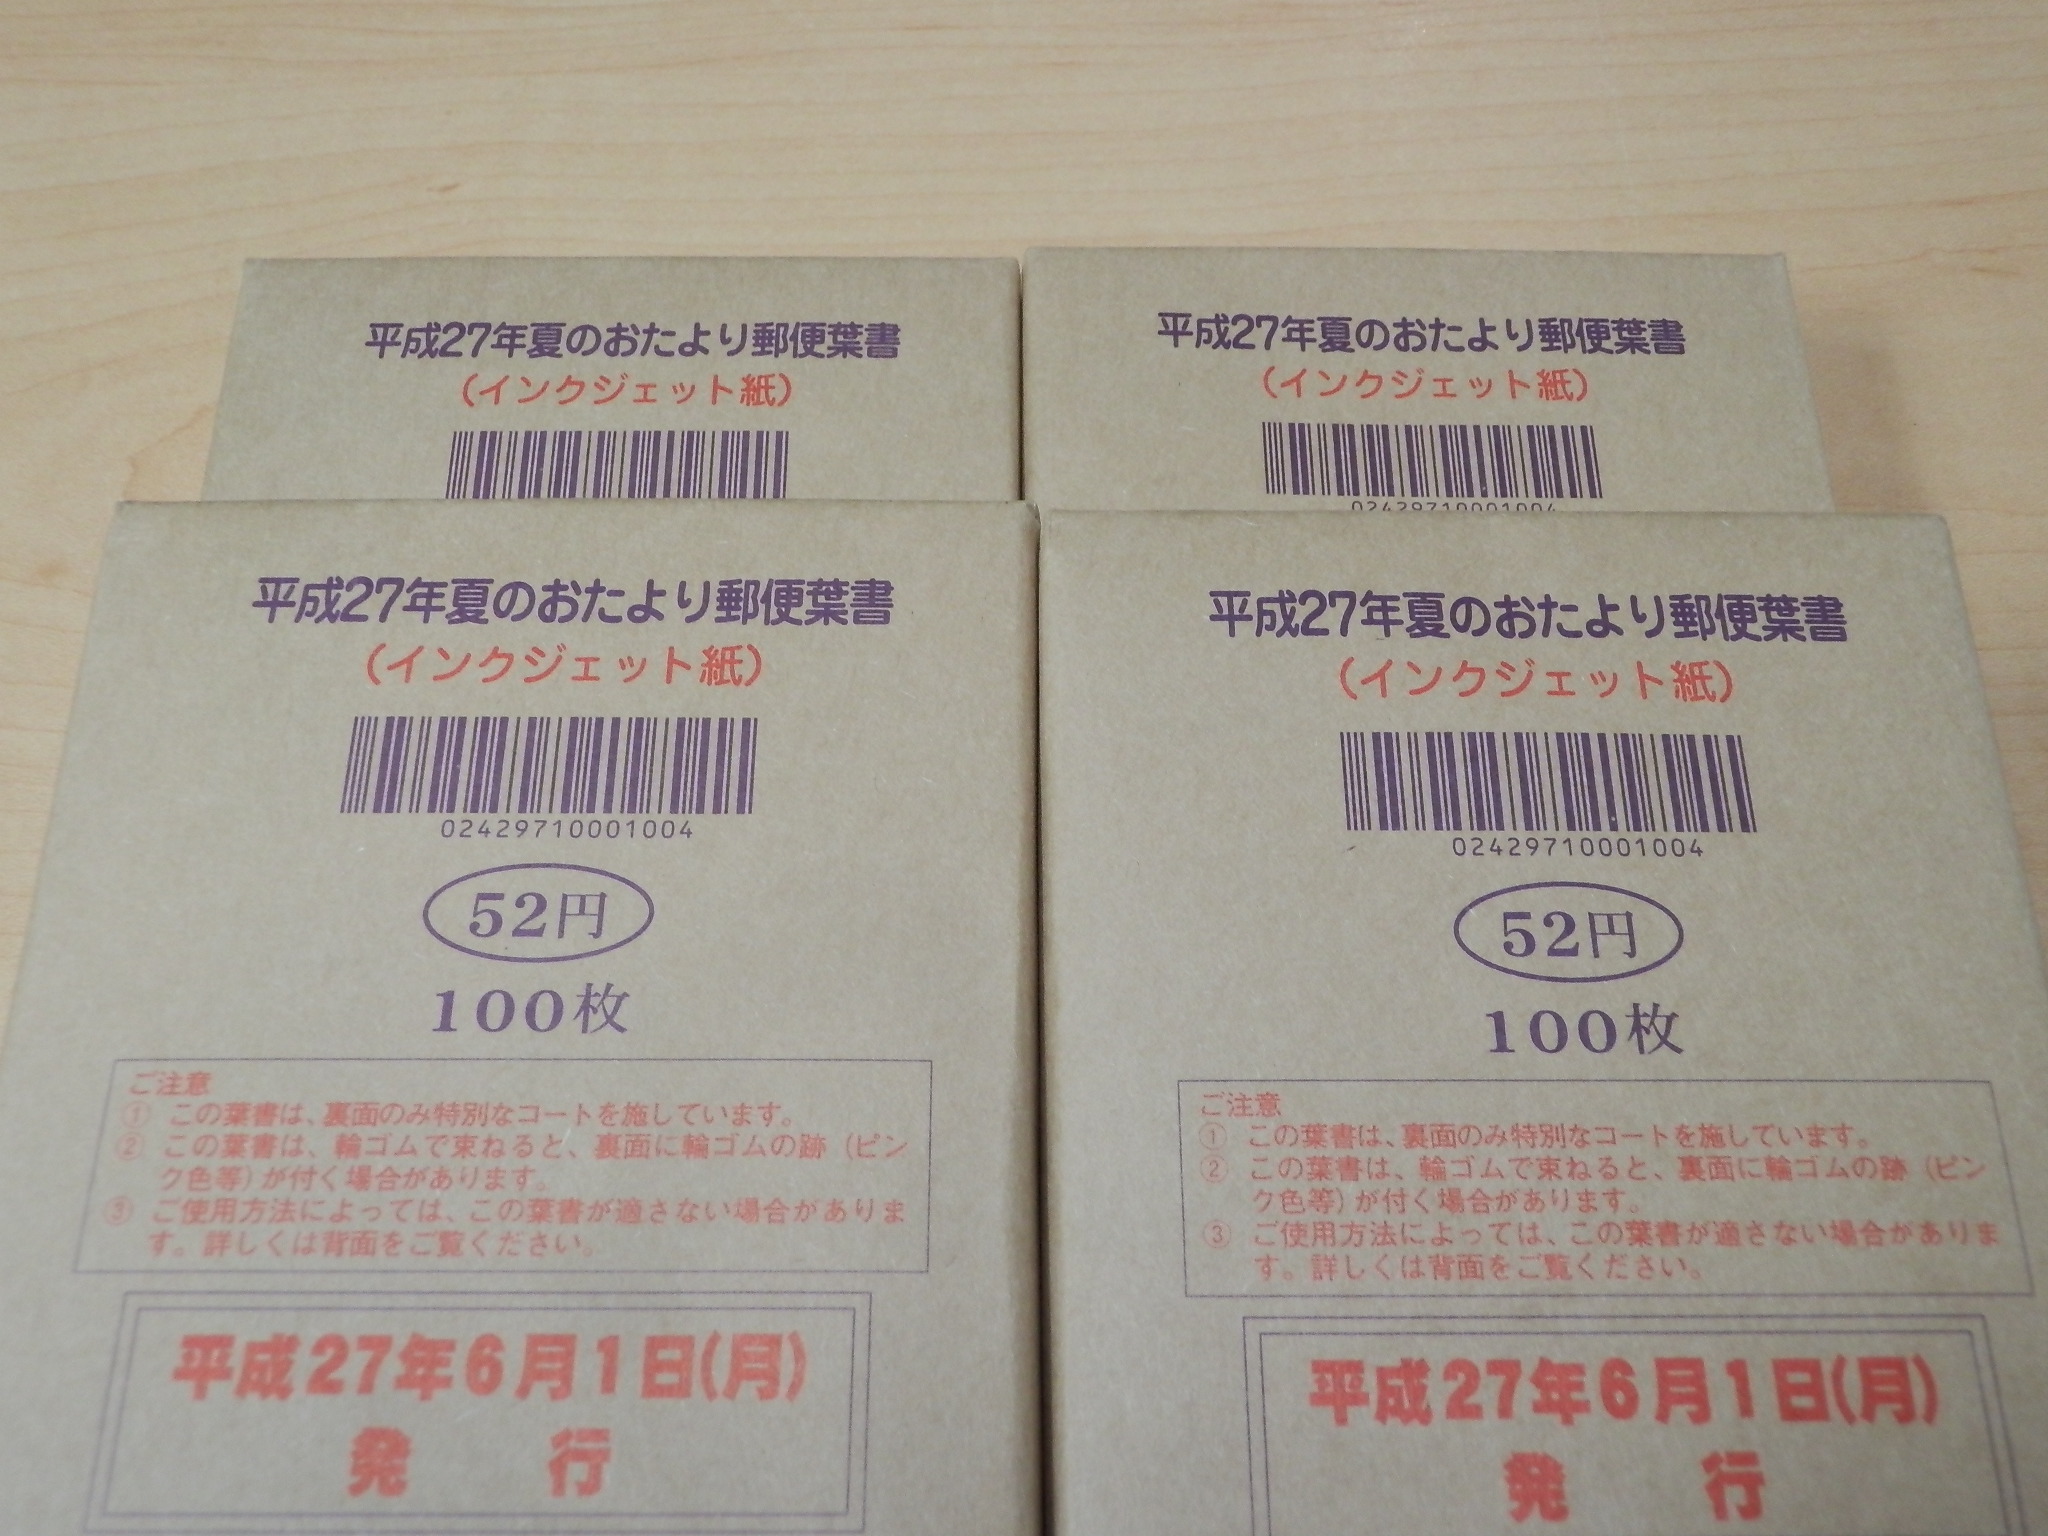 平成27年夏のおたより郵便葉書
(インクジェット紙)
平成27年夏のおたより郵便葉書
(インクジェット紙)
02429710001004
平成27年夏のおたより郵便葉書
(インクジェット紙)
02429710001004
52円
100枚
ご注意
① この葉書は、裏面のみ特別なコートを施しています。
② この葉書は、輪ゴムで束ねると、裏面に輪ゴムの跡(ピン
ク色等)が付く場合があります。
③ ご使用方法によっては、この葉書が適さない場合がありま
す。詳しくは背面をご覧ください。
平成27年6月1日(月)
発 行
平成27年夏のおたより郵便葉書
(インクジェット紙)
02429710001004
52円
100枚
ご注意
① この葉書は、裏面のみ特別なコートを施しています。
② この葉書は、輪ゴムで束ねると、裏面に輪ゴムの跡(ピン
ク色等)が付く場合があります。
③ ご使用方法によっては、この葉書が適さない場合がありま
す。詳しくは背面をご覧ください。
平成27年6月1日(月)
発 行